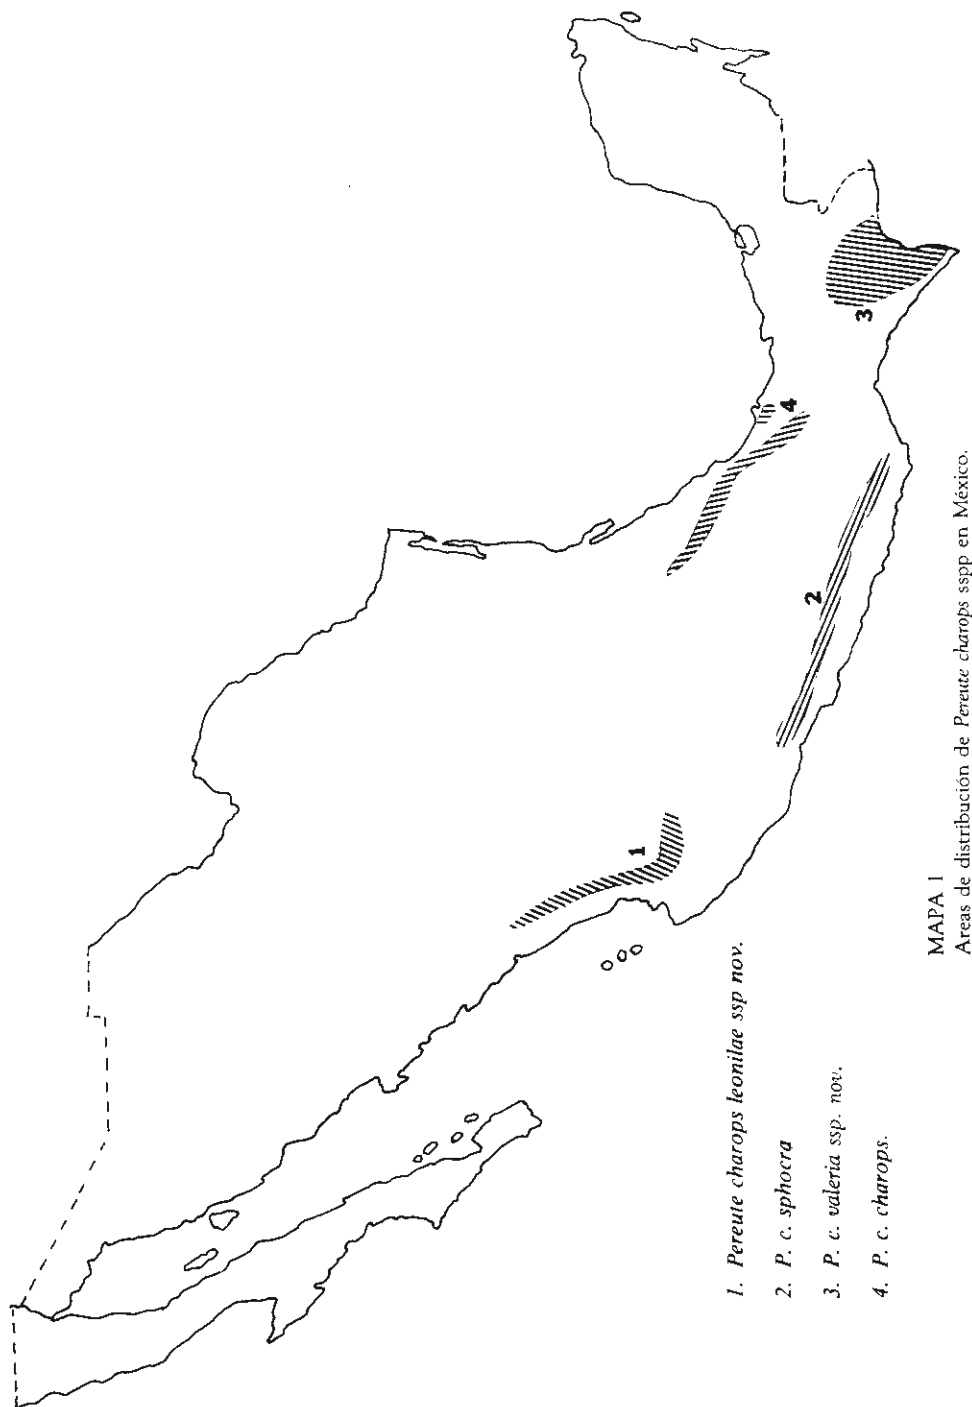 1
2
3
4
1. Pereute charops leonilae ssp nov.
2. P. c. sphocra
3. P. c. valeria ssp. nov.
4. P. c. charops.
MAPA 1
Areas de distribución de Pereute charops sspp en México.